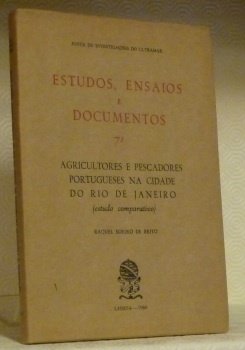 JUNTA DE INVESTIGAÇÕES DO ULTRAMAR
ESTUDOS, ENSAIOS
E
DOCUMENTOS
AGRICULTORES E PESCADORES
PORTUGUESES NA CIDADE
DO RIO DE JANEIRO
(estudo comparativo)
RAQUEL SOEIRO DE BRITO
LISBOA — 1960